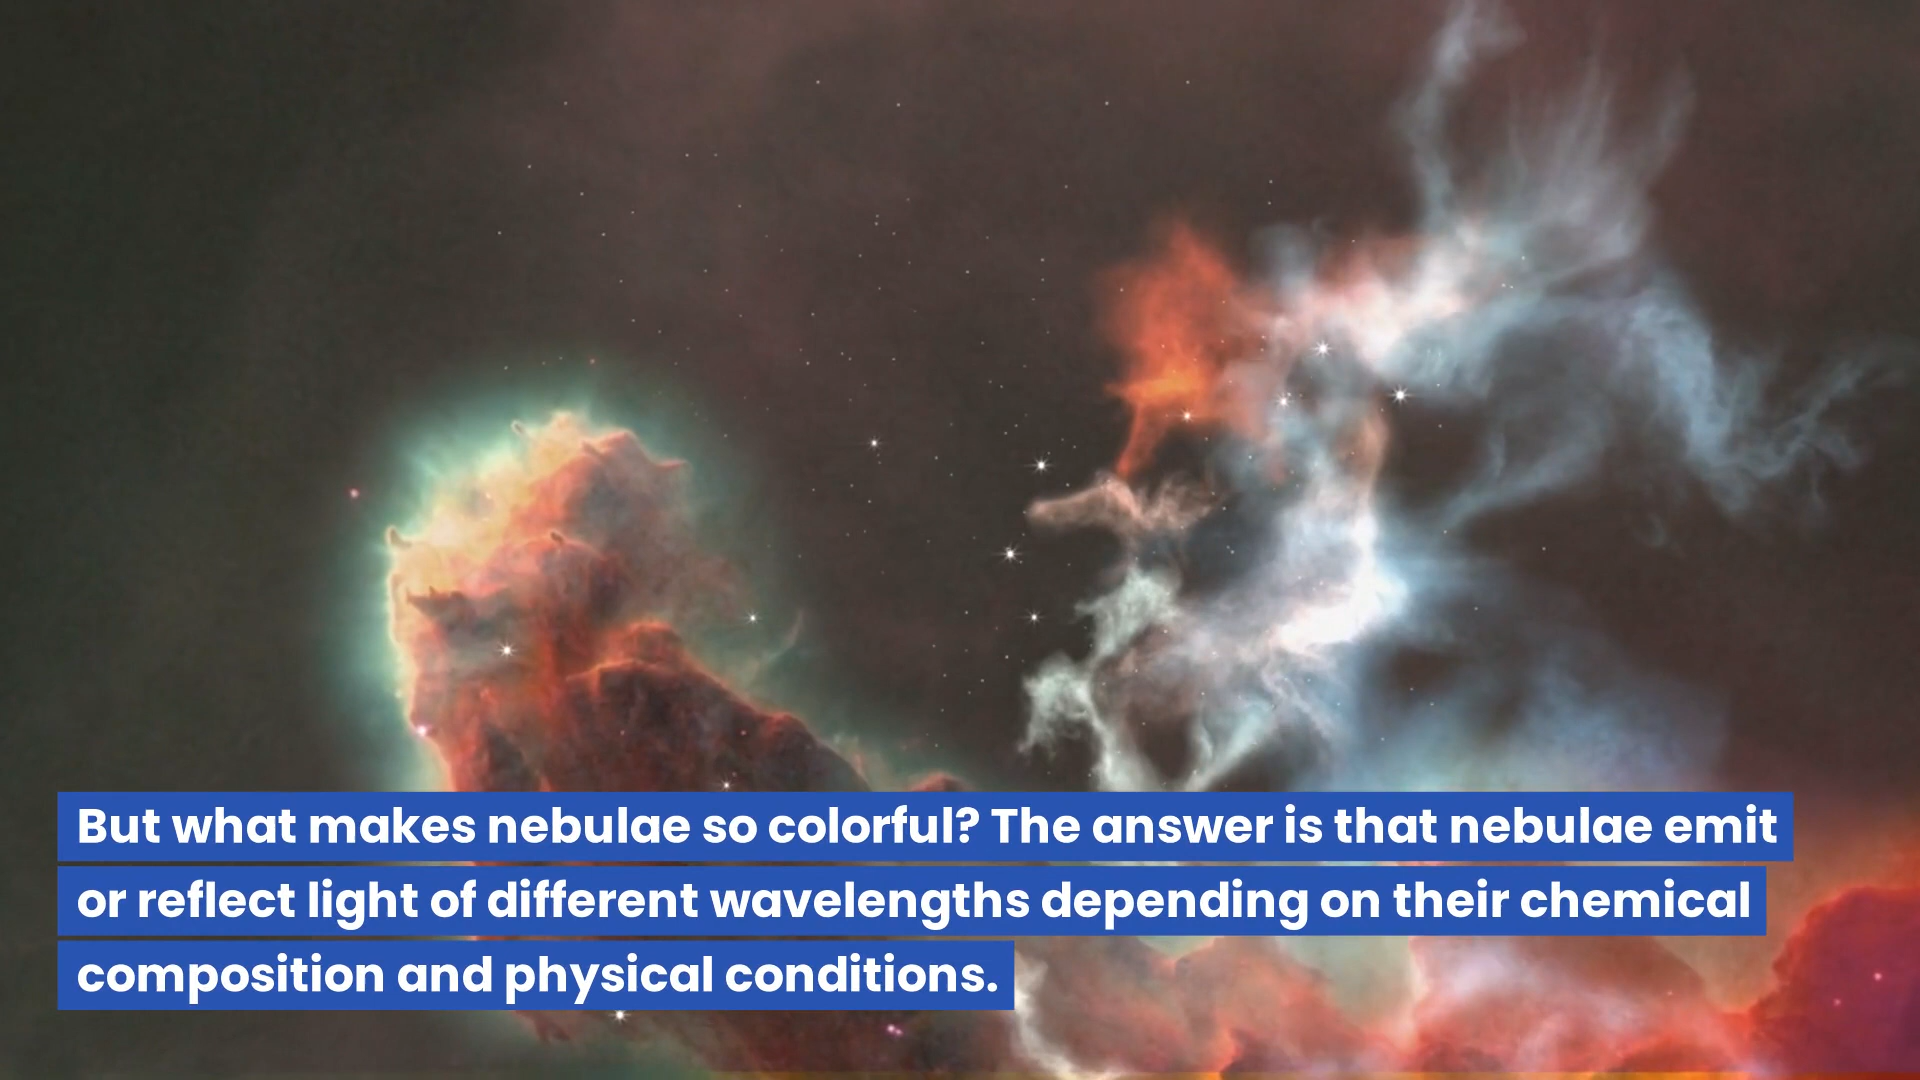 But what makes nebulae so colorful? The answer is that nebulae emit
or reflect light of different wavelengths depending on their chemical
composition and physical conditions.